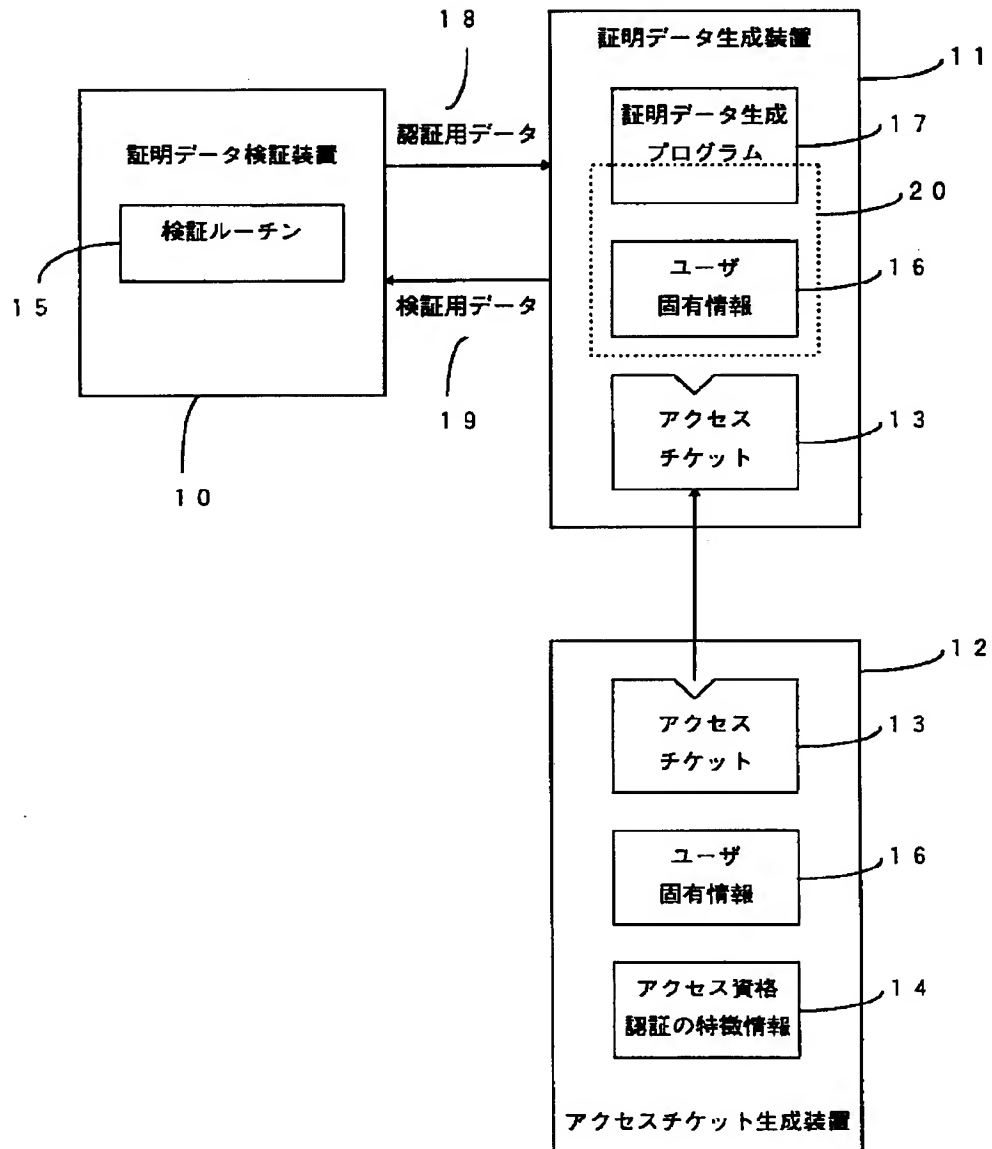 18
証明データ生成装置
11
証明データ生成
プログラム
17
認証用データ
証明データ検証装置
20
検証ルーチン
ユーザ
固有情報
16
15
検証用データ
19
アクセス
チケット
13
10
12
アクセス
チケット
13
ユーザ
固有情報
16
アクセス資格
認証の特徴情報
14
アクセスチケット生成装置